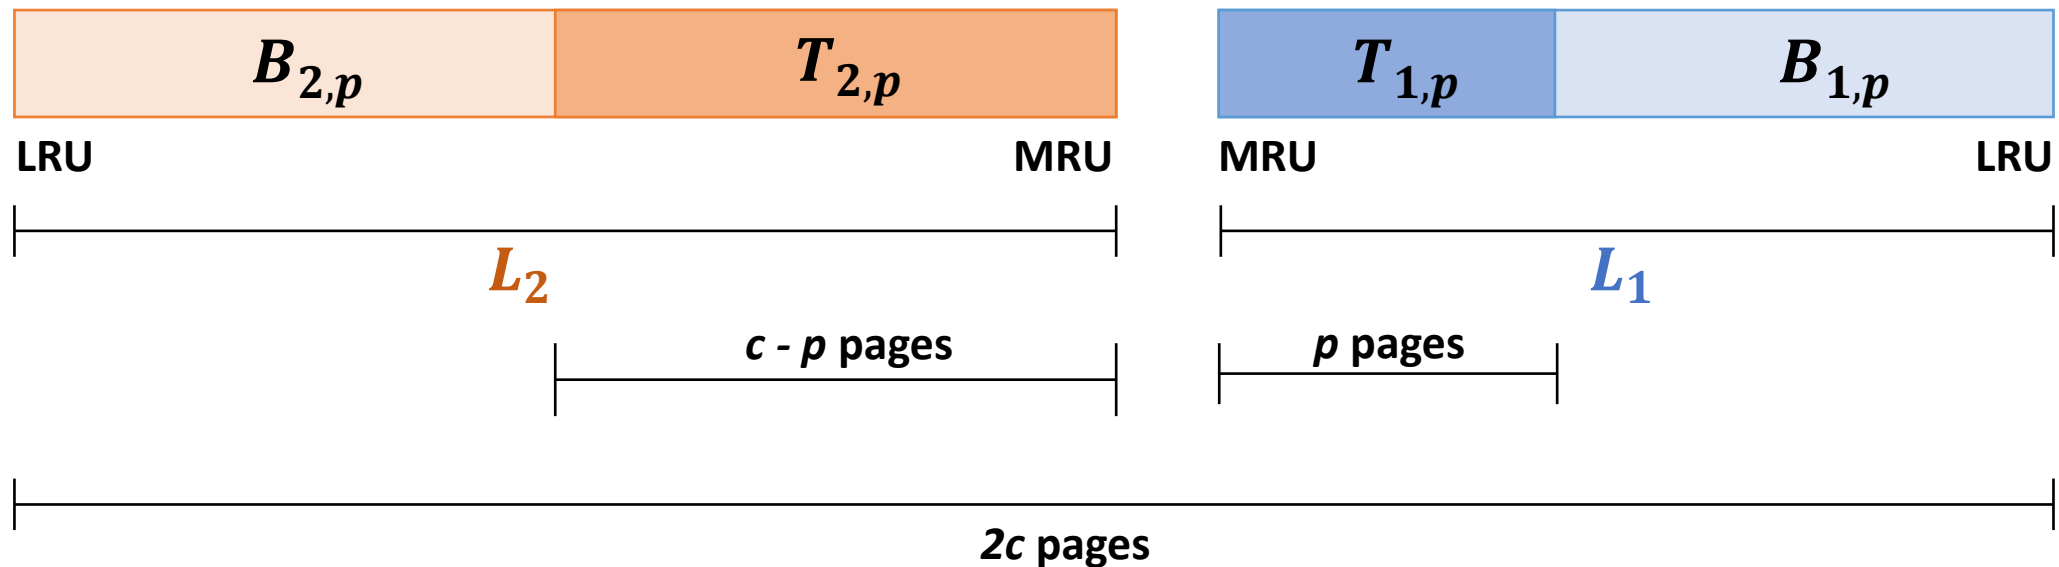 B2,p T2,p T1,p B1,p
LRU MRU MRU LRU
L2 L1
c - p pages p pages
2c pages